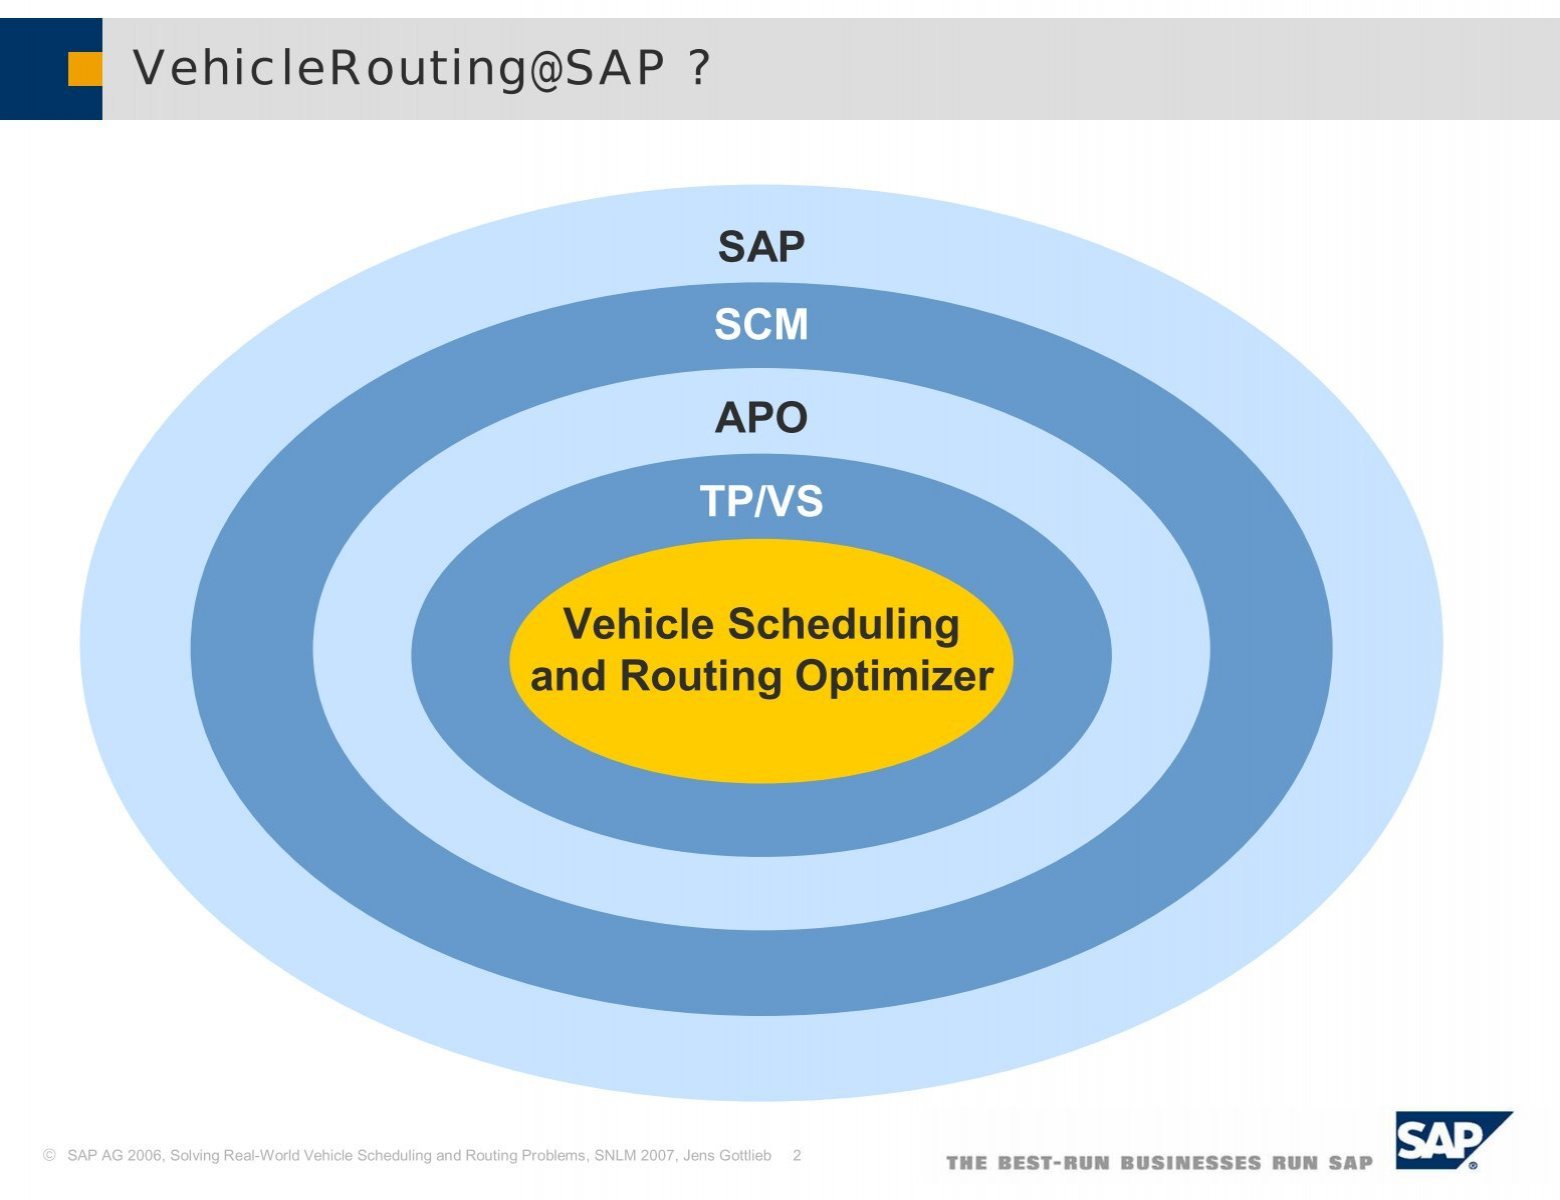 VehicleRouting@SAP ?
SAP
SCM
APO
TP/VS
Vehicle Scheduling
and Routing Optimizer
© SAP AG 2006, Solving Real-World Vehicle Scheduling and Routing Problems, SNLM 2007, Jens Gottlieb 2
THE BEST-RUN BUSINESSES RUN SAP
SAP®